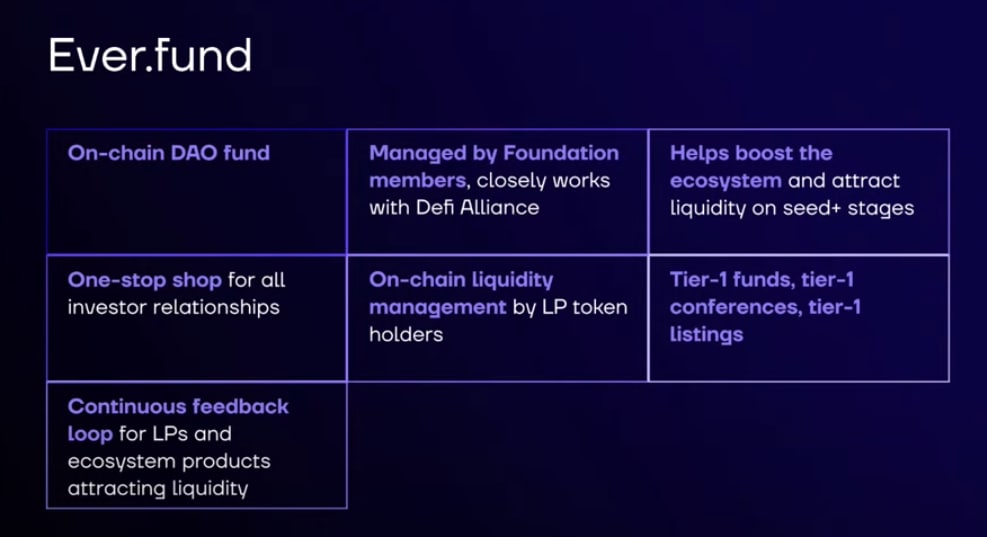 Ever.fund
On-chain DAO fund
Managed by Foundation
members, closely works
with Defi Alliance
Helps boost the
ecosystem and attract
liquidity on seed+ stages
One-stop shop for all
investor relationships
On-chain liquidity
management by LP token
holders
Tier-1 funds, tier-1
conferences, tier-1
listings
Continuous feedback
loop for LPs and
ecosystem products
attracting liquidity